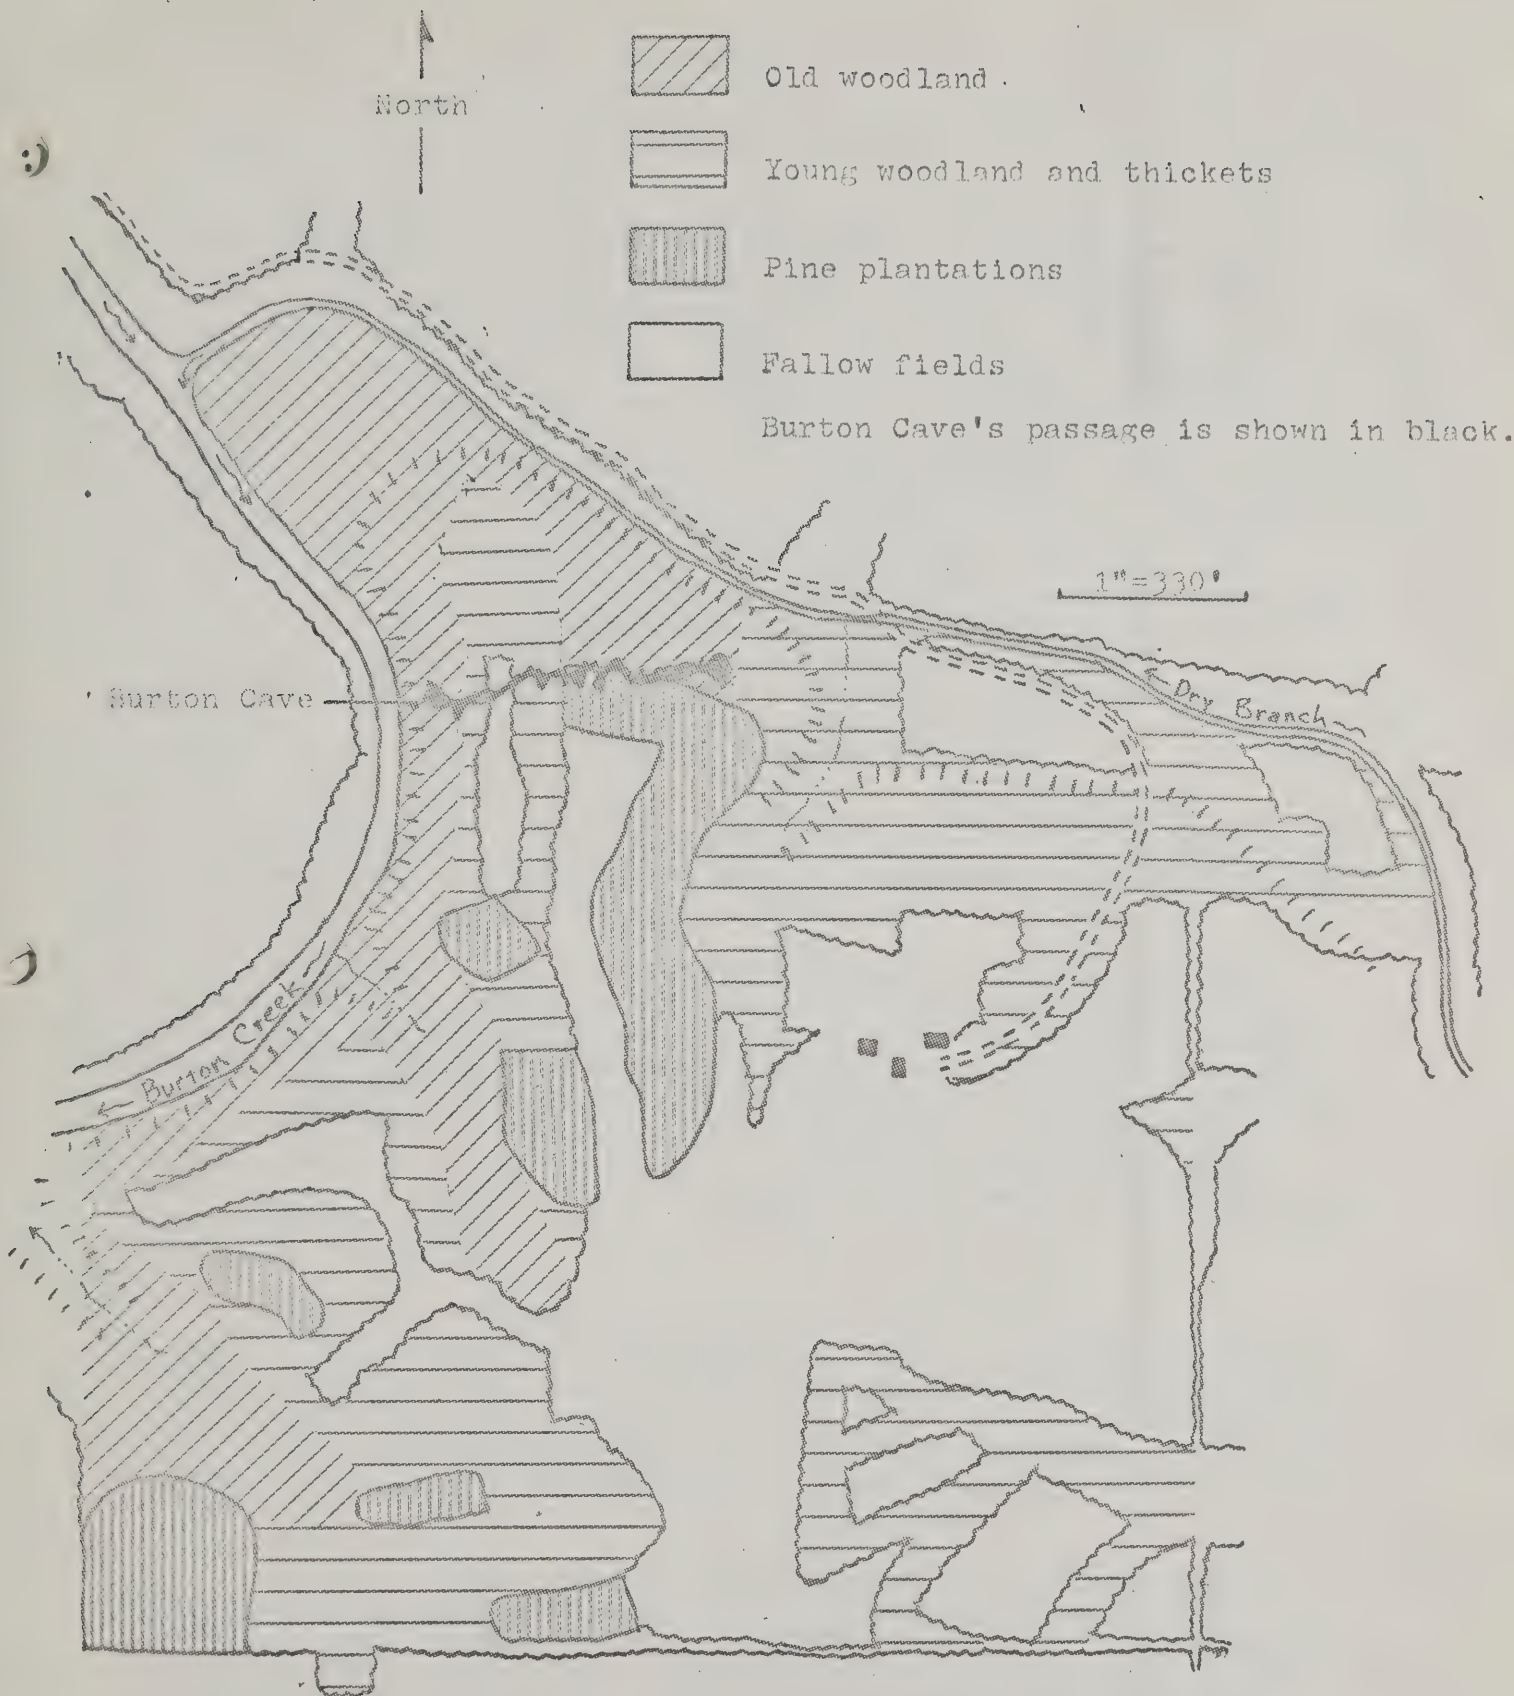 North
Old woodland
Young woodland and thickets
Pine plantations
Fallow fields
Burton Cave's passage is shown in black.
1"=330'
Burton Cave
Dry Branch
Burton Creek